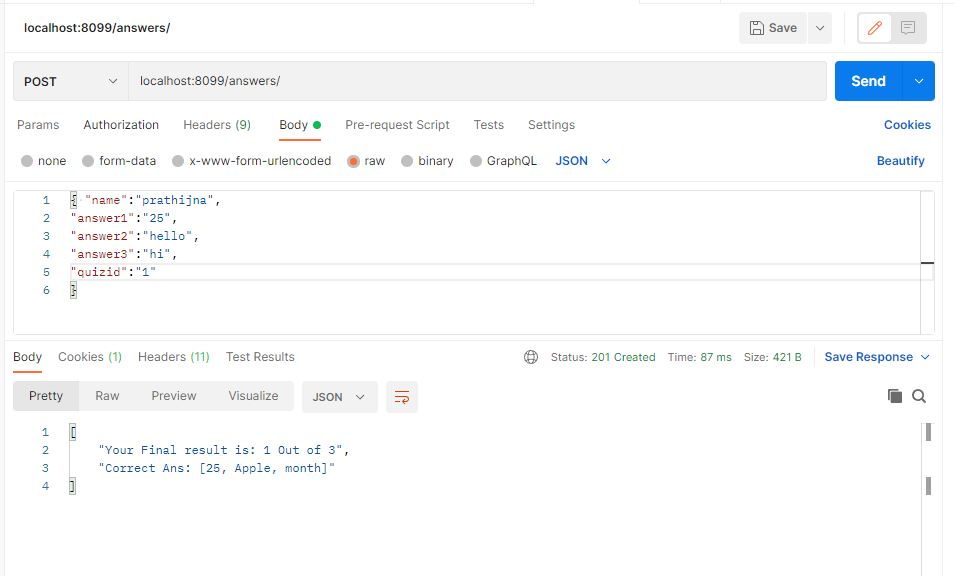 localhost:8099/answers/ Save
POST localhost:8099/answers/ Send
Params Authorization Headers (9) Body Pre-request Script Tests Settings Cookies
none form-data x-www-form-urlencoded raw binary GraphQL JSON Beautify
1 { "name":"prathijna",
2 "answer1":"25",
3 "answer2":"hello",
4 "answer3":"hi",
5 "quizid":"1"
6 }
Body Cookies (1) Headers (11) Test Results Status: 201 Created Time: 87 ms Size: 421 B Save Response
Pretty Raw Preview Visualize JSON
1 [
2 "Your Final result is: 1 Out of 3",
3 "Correct Ans: [25, Apple, month]"
4 ]